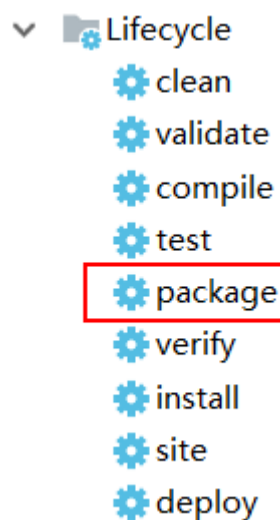 Lifecycle
clean
validate
compile
test
package
verify
install
site
deploy